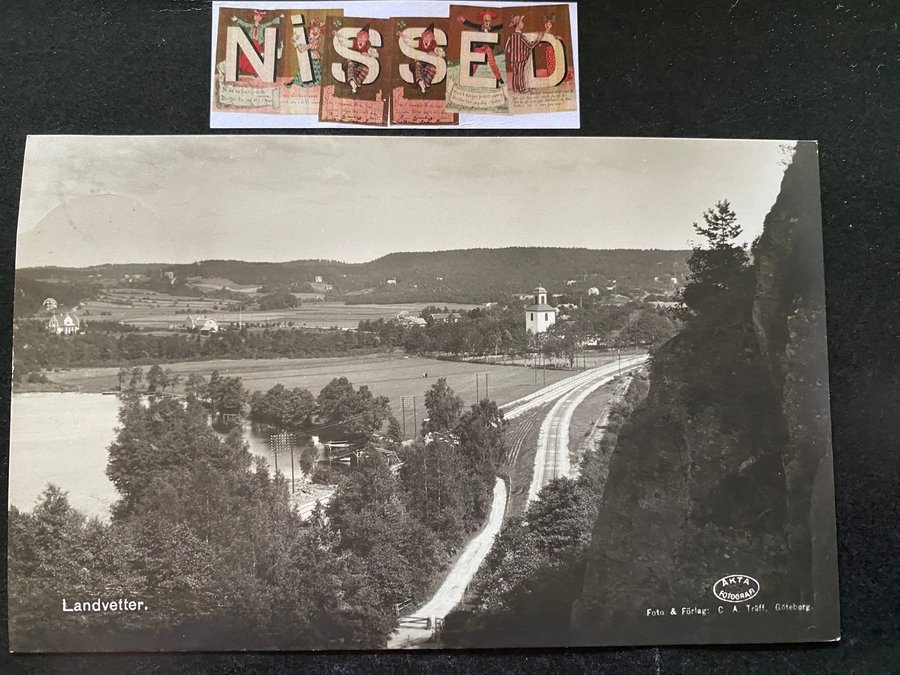 NiSSED
Landvetter.
ÄKTA
FOTOGRAFI
Foto & Förlag: C. A. Träff. Göteborg.